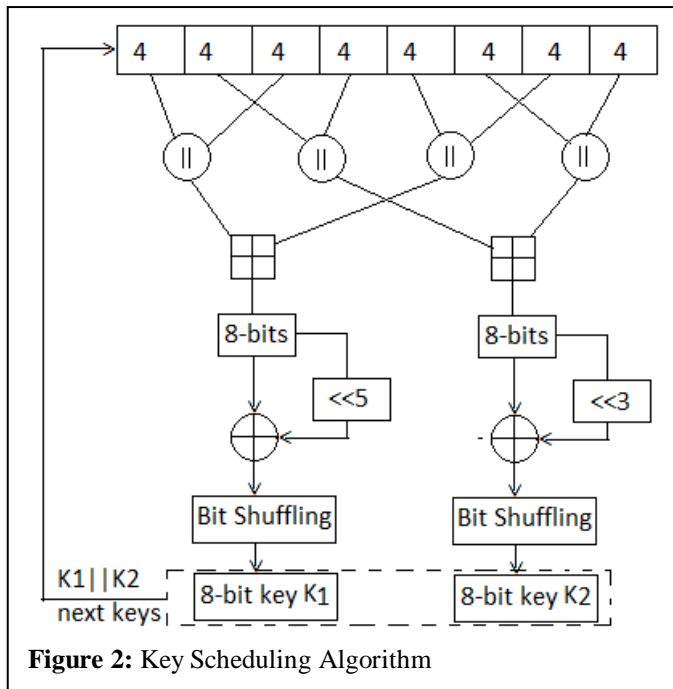 4 4 4 4 4 4 4 4
|| || || ||
8-bits 8-bits
<<5 <<3
Bit Shuffling Bit Shuffling
K1||K2
8-bit key K1 8-bit key K2
next keys
Figure 2: Key Scheduling Algorithm